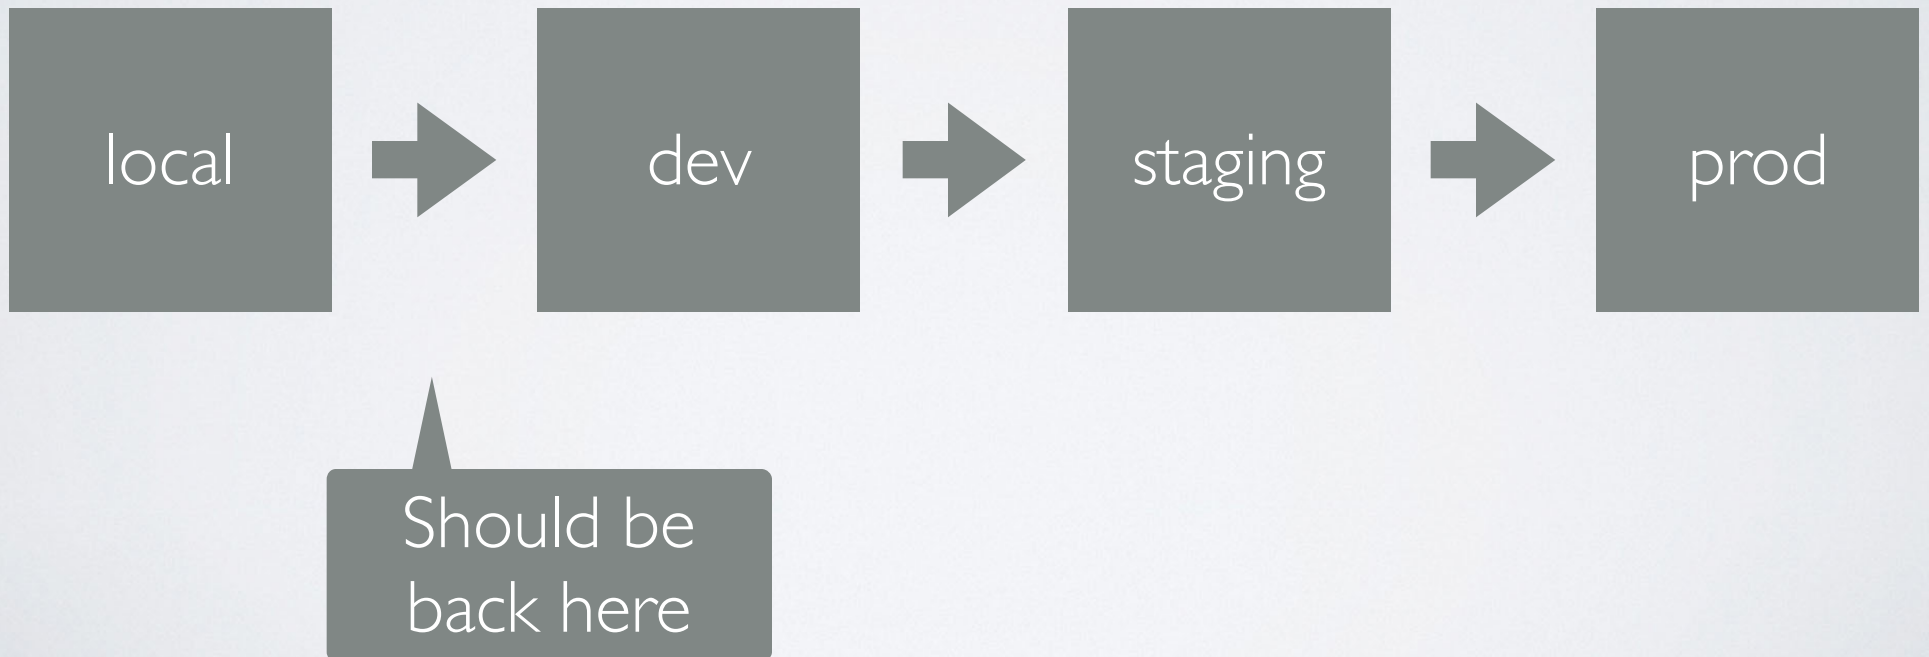 local
dev
staging
prod
Should be
back here